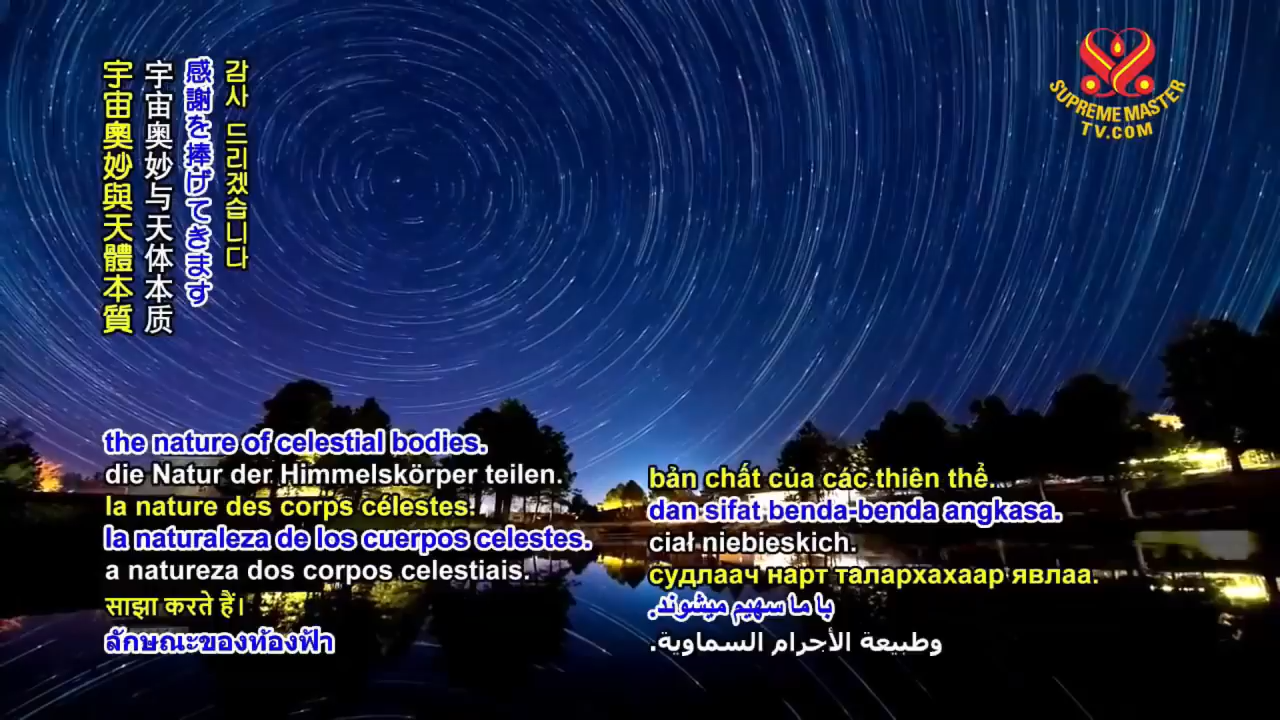 宇宙奧妙與天體本質
宇宙奥妙与天体本质
感謝を捧げてきます
감사 드리겠습니다
SUPREME MASTER
TV.COM
the nature of celestial bodies.
die Natur der Himmelskörper teilen.
la nature des corps célestes.
la naturaleza de los cuerpos celestes.
a natureza dos corpos celestiais.
साझा करते हैं।
ลักษณะของท้องฟ้า
bản chất của các thiên thể.
dan sifat benda-benda angkasa.
ciał niebieskich.
судлаач нарт талархахаар явлаа.
با ما سهیم میشوند.
وطبيعة الأجرام السماوية.